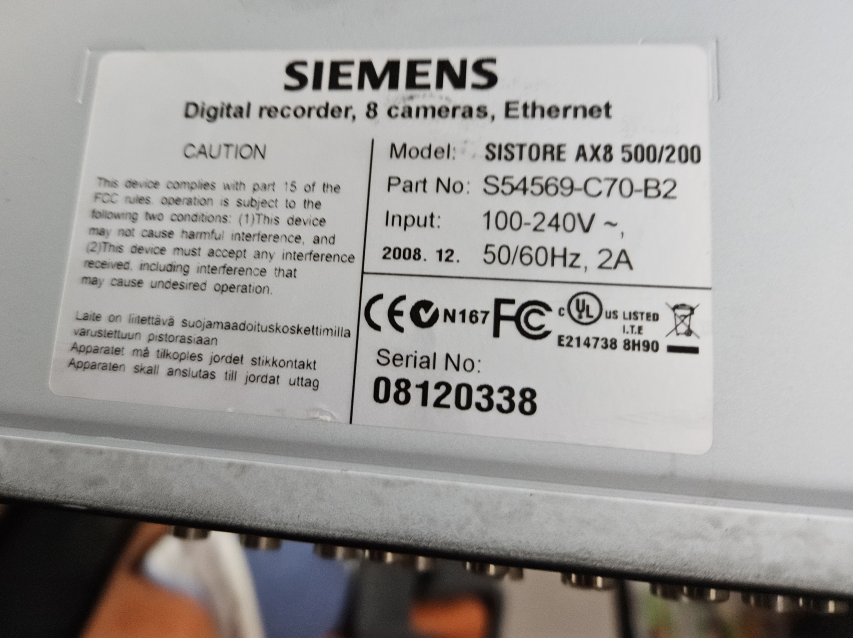 SIEMENS
Digital recorder, 8 cameras, Ethernet
CAUTION
This device complies with part 15 of the
FCC rules, operation is subject to the
following two conditions: (1)This device
may not cause harmful interference, and
(2)This device must accept any interference
received, including interference that
may cause undesired operation.
Laite on liitettävä suojamaadoituskoskettimilla
varustettuun pistorasiaan
Apparatet må tilkoples jordet stikkontakt
Apparaten skall anslutas till jordat uttag
Model: SISTORE AX8 500/200
Part No: S54569-C70-B2
Input: 100-240V ~,
2008. 12. 50/60Hz, 2A
CE N167 FC c UL US LISTED
I.T.E
E214738 8H90
Serial No:
08120338